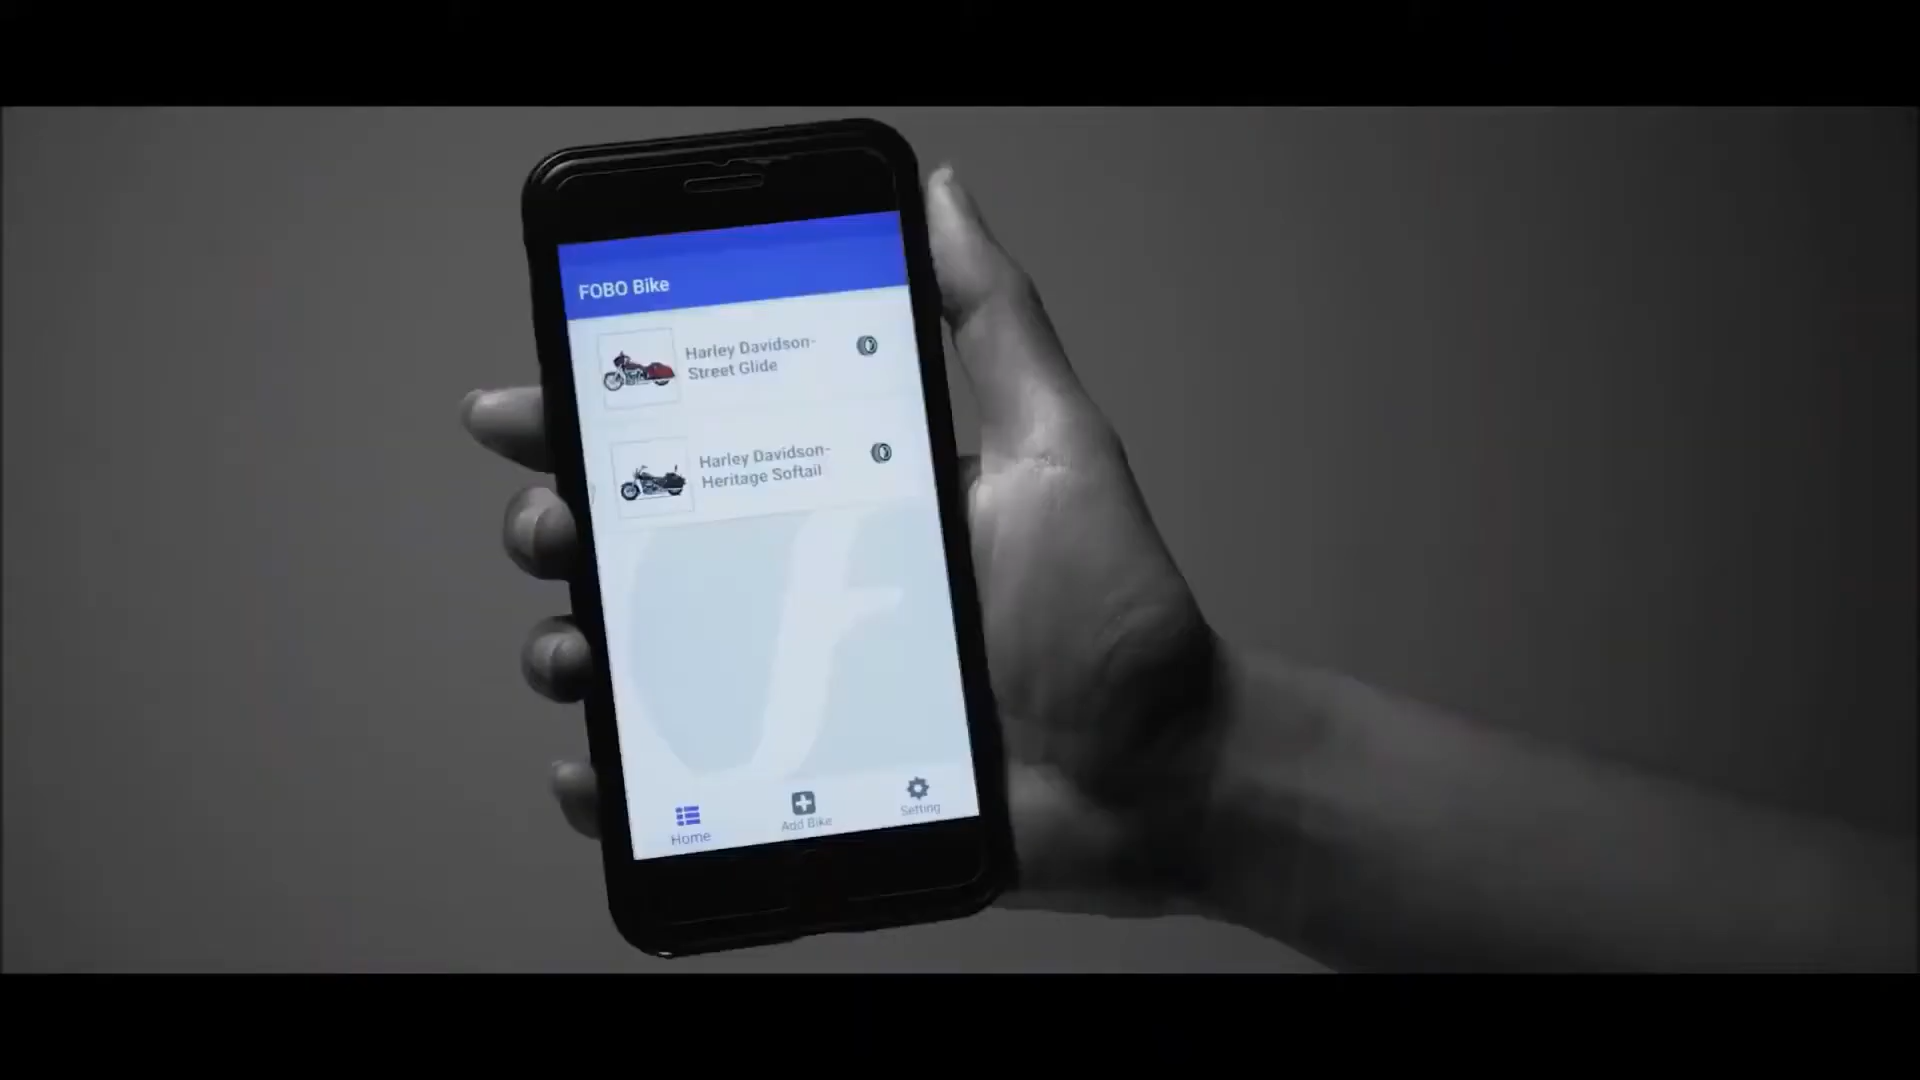 FOBO Bike
Harley Davidson-
Street Glide
Harley Davidson-
Heritage Softail
Home
Add Bike
Setting